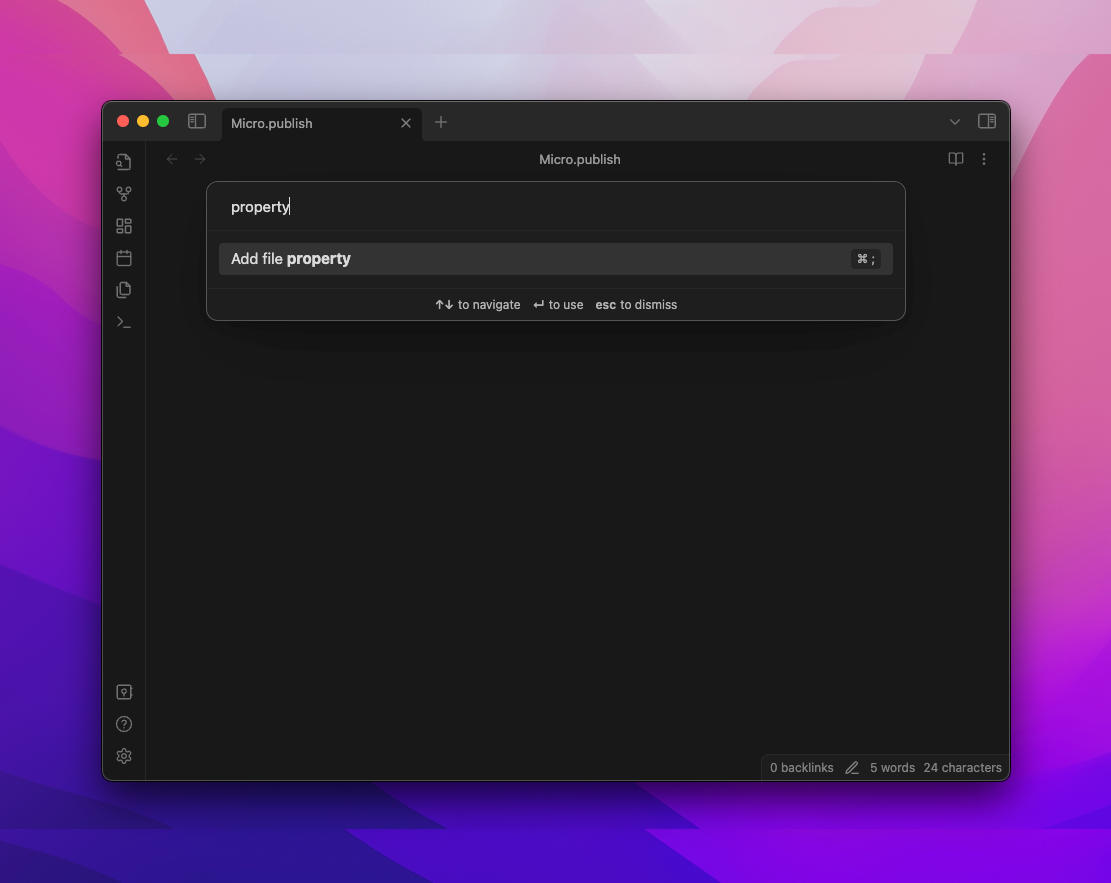 Micro.publish
Micro.publish
property
Add file property ⌘ ;
↑↓ to navigate ↵ to use esc to dismiss
0 backlinks 5 words 24 characters